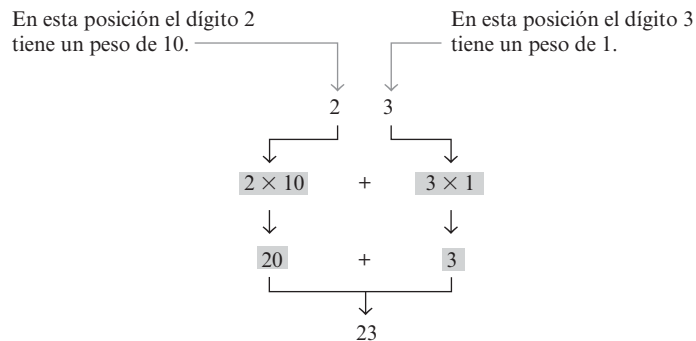 En esta posición el dígito 2
tiene un peso de 10.
En esta posición el dígito 3
tiene un peso de 1.
2 3
2 × 10 + 3 × 1
20 + 3
23